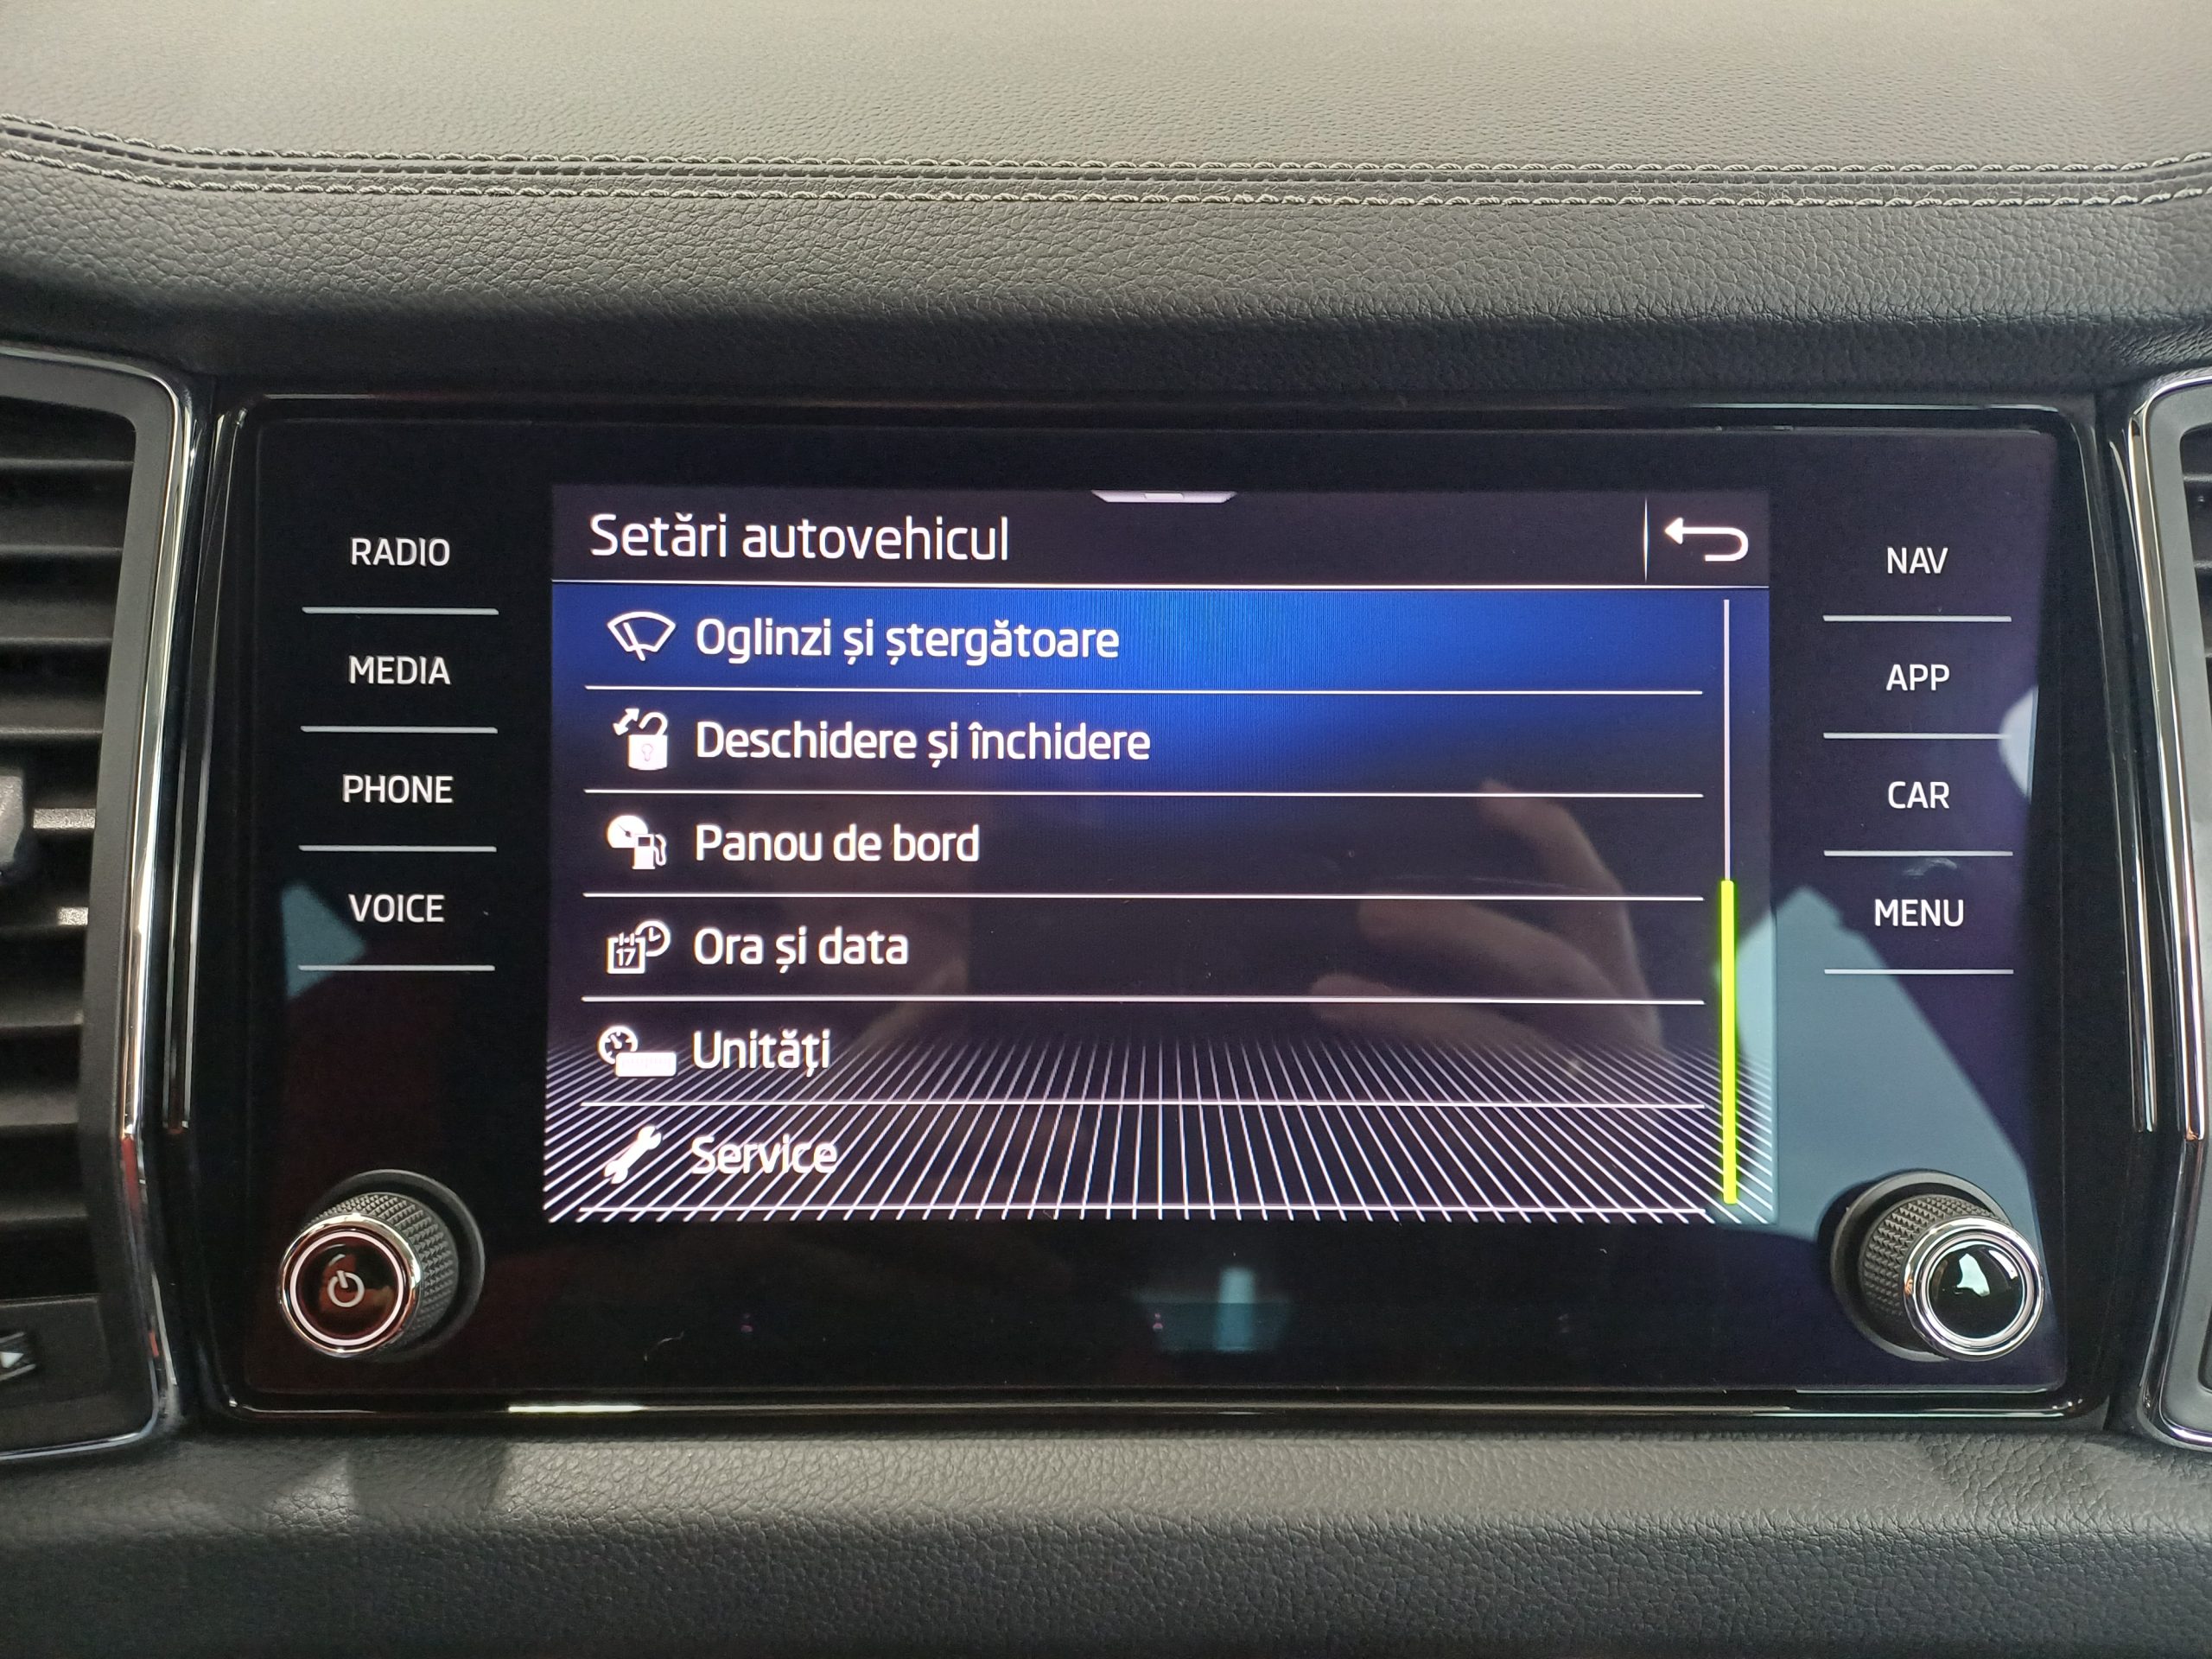 RADIO
MEDIA
PHONE
VOICE
Setări autovehicul
Oglinzi și ștergătoare
Deschidere și închidere
Panou de bord
17
Ora și data
Unități
Service
NAV
APP
CAR
MENU